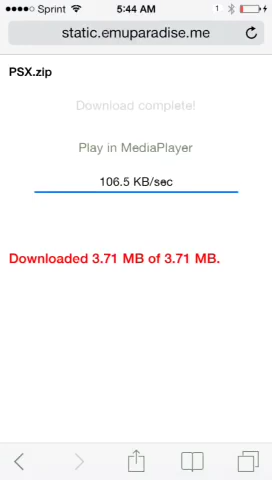 Sprint 5:44 AM 1
static.emuparadise.me
PSX.zip
Download complete!
Play in MediaPlayer
106.5 KB/sec
Downloaded 3.71 MB of 3.71 MB.